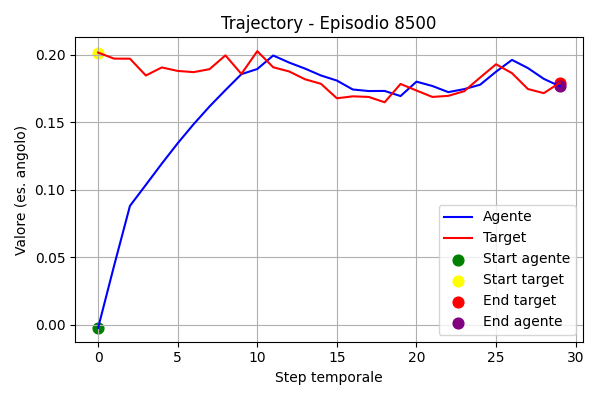 Trajectory - Episodio 8500
Valore (es. angolo)
0.20
0.15
0.10
0.05
0.00
0 5 10 15 20 25 30
Step temporale
Agente
Target
Start agente
Start target
End target
End agente